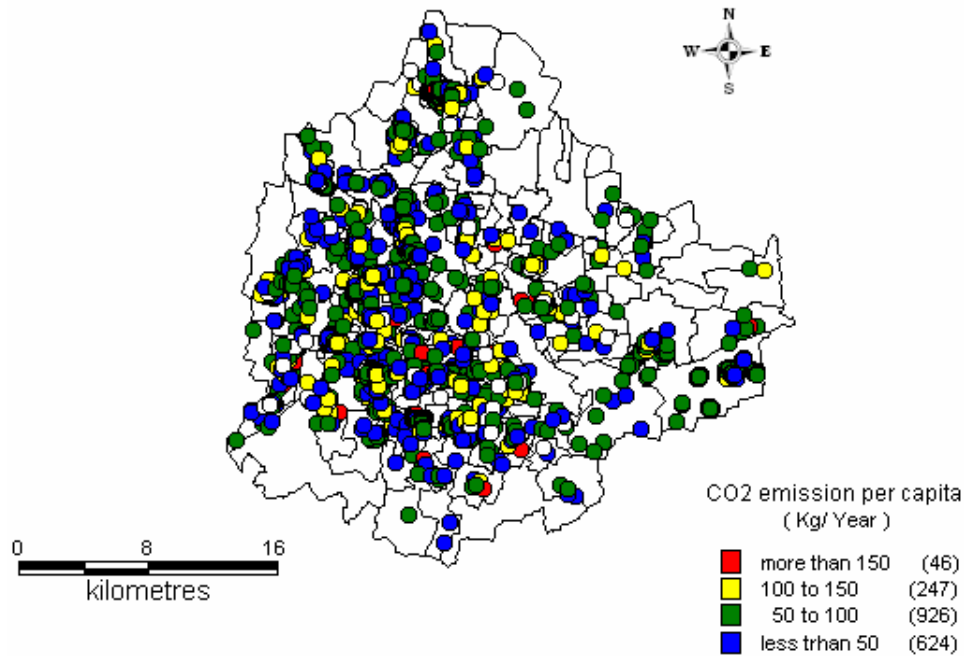 N
W E
S
CO2 emission per capita
( Kg/ Year )
more than 150 (46)
100 to 150 (247)
50 to 100 (926)
less trhan 50 (624)
0 8 16
kilometres